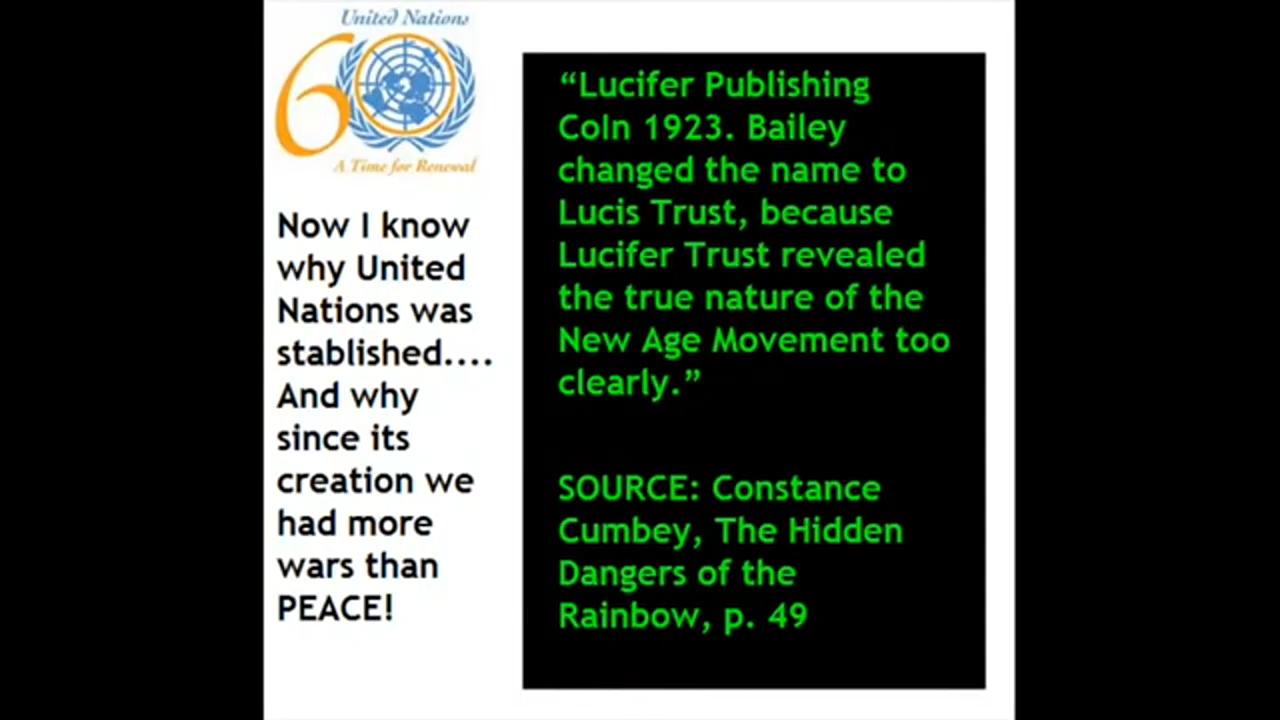 United Nations
60
A Time for Renewal
Now I know
why United
Nations was
stablished....
And why
since its
creation we
had more
wars than
PEACE!
“Lucifer Publishing
CoIn 1923. Bailey
changed the name to
Lucis Trust, because
Lucifer Trust revealed
the true nature of the
New Age Movement too
clearly.”
SOURCE: Constance
Cumbey, The Hidden
Dangers of the
Rainbow, p. 49